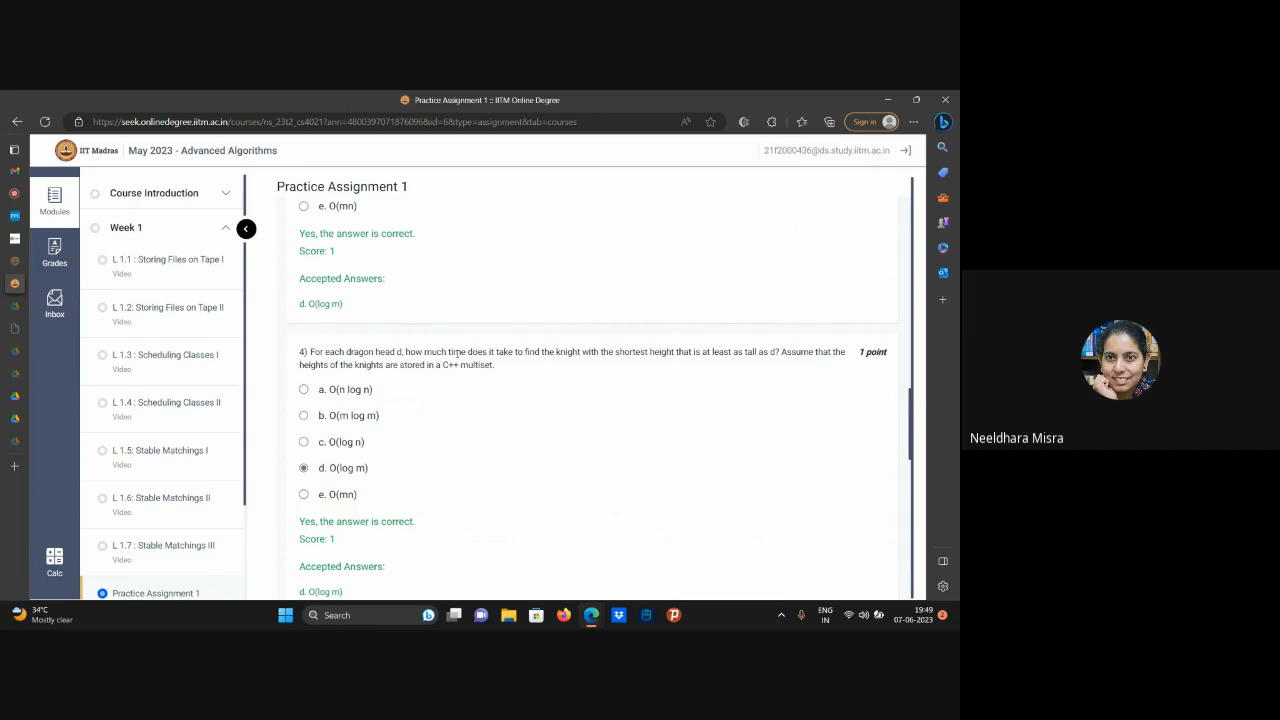 Practice Assignment 1 :: IITM Online Degree
https://seek.onlinedegree.iitm.ac.in/courses/ns_23t2_cs4021?ann=480039707187609​6&id=6&type=assignment&tab=courses
Sign in
IIT Madras
May 2023 - Advanced Algorithms
21f2000436@ds.study.iitm.ac.in
Modules
Grades
Inbox
Calc
Course Introduction
Week 1
L 1.1 : Storing Files on Tape I
Video
L 1.2: Storing Files on Tape II
Video
L 1.3 : Scheduling Classes I
Video
L 1.4 : Scheduling Classes II
Video
L 1.5: Stable Matchings I
Video
L 1.6: Stable Matchings II
Video
L 1.7 : Stable Matchings III
Video
Practice Assignment 1
Practice Assignment 1
e. O(mn)
Yes, the answer is correct.
Score: 1
Accepted Answers:
d. O(log m)
4) For each dragon head d, how much time does it take to find the knight with the shortest height that is at least as tall as d? Assume that the
1 point
heights of the knights are stored in a C++ multiset.
a. O(n log n)
b. O(m log m)
c. O(log n)
d. O(log m)
e. O(mn)
Yes, the answer is correct.
Score: 1
Accepted Answers:
d. O(log m)
34°C
Mostly clear
Search
ENG
IN
19:49
07-06-2023
2
Neeldhara Misra